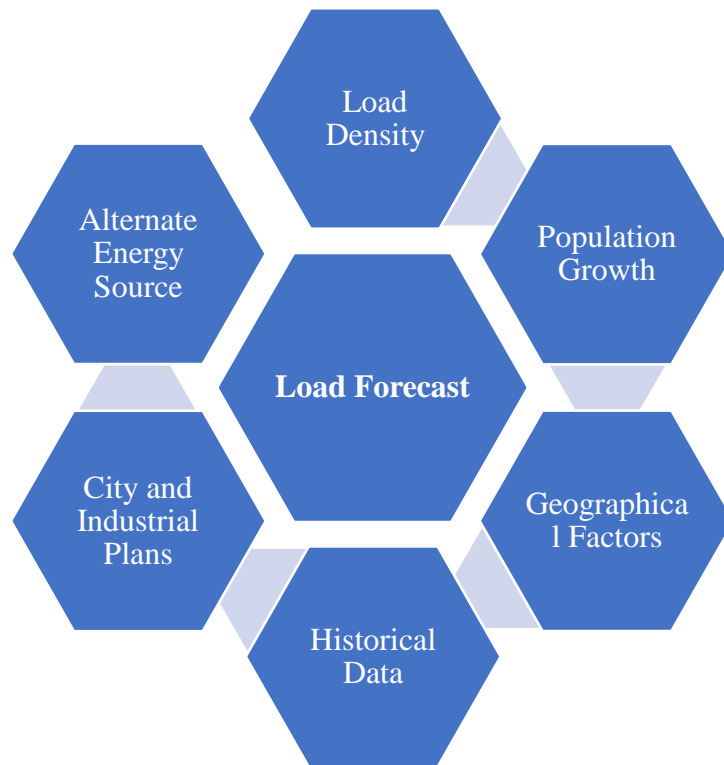 Load
Density
Population
Growth
Geographica
l Factors
Historical
Data
City and
Industrial
Plans
Alternate
Energy
Source
Load Forecast